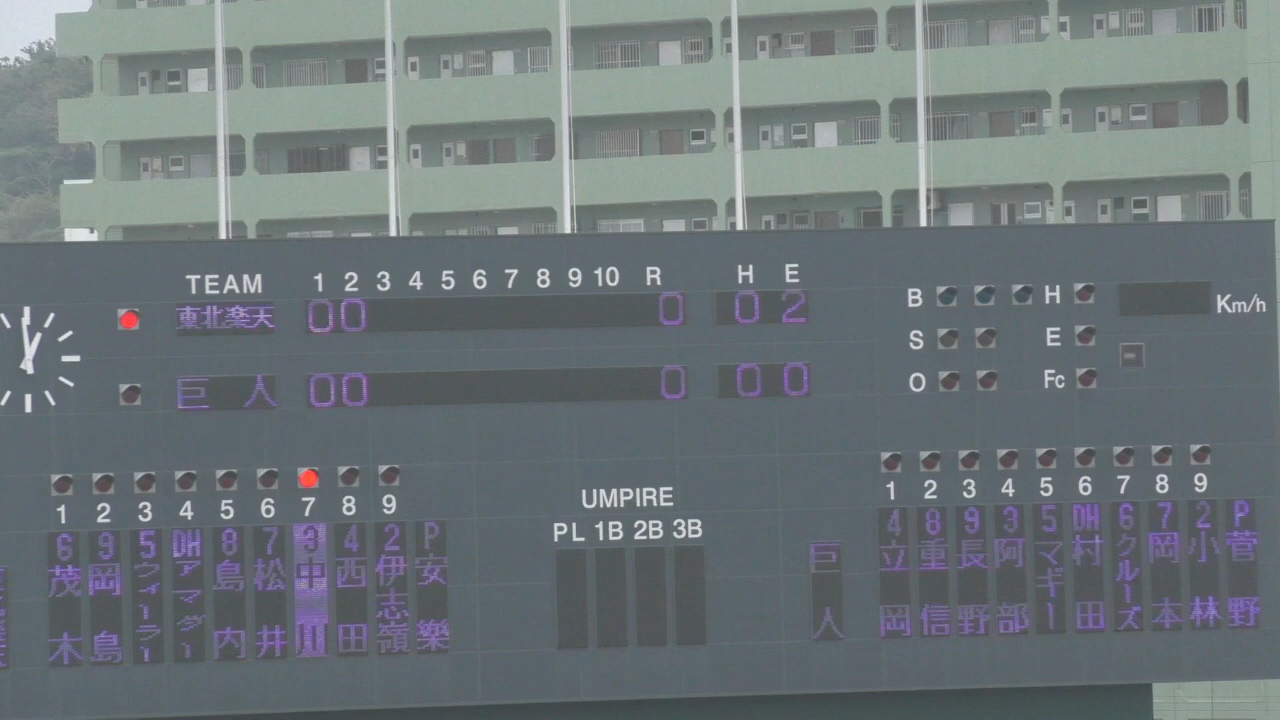 TEAM 1 2 3 4 5 6 7 8 9 10 R H E
東北楽天 0 0 0 0 2
巨人 0 0 0 0 0
B H Km/h
S E
O Fc
1 2 3 4 5 6 7 8 9
6 9 5 DH 8 7 3 4 2 P
茂木
岡島
ウィーラー
アマダー
島内
松井
中川
西田
伊志嶺
安樂
UMPIRE
PL 1B 2B 3B
巨人
1 2 3 4 5 6 7 8 9
4 8 9 3 5 DH 6 7 2 P
立岡
重信
長野
阿部
マギー
村田
クルーズ
岡本
小林
菅野